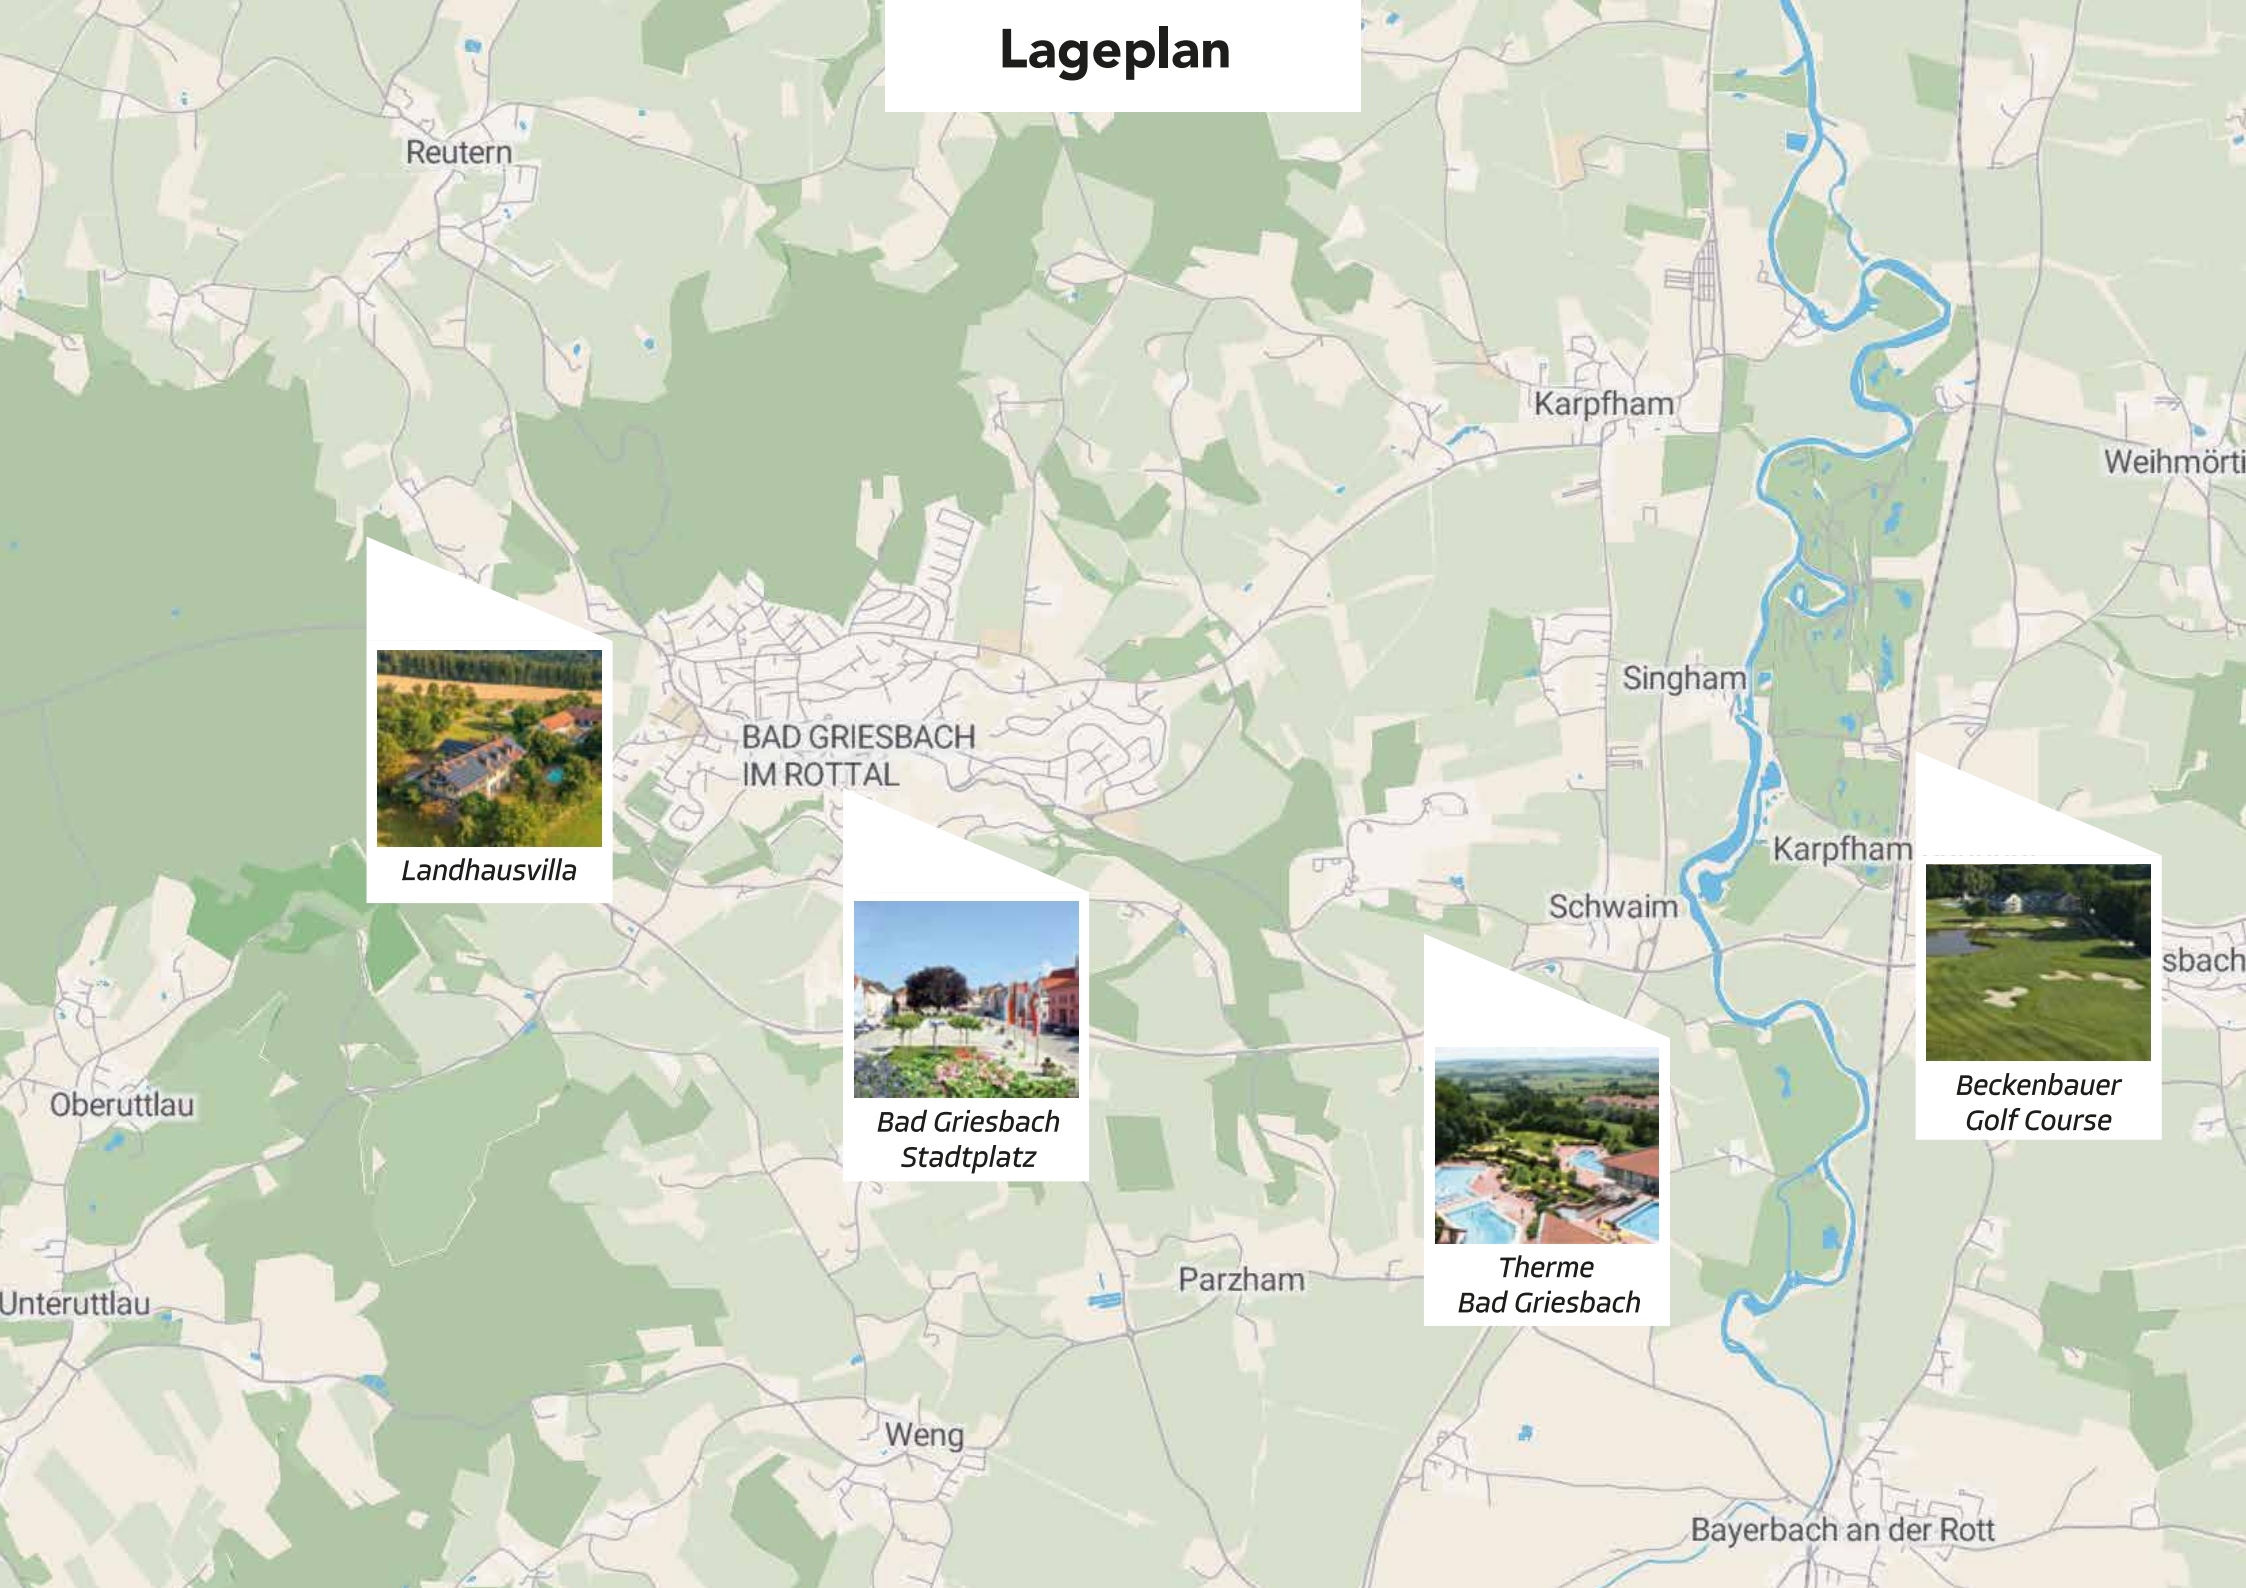 Lageplan
Reutern
Karpfham
Weihmörti
Singham
BAD GRIESBACH
IM ROTTAL
Karpfham
Landhausvilla
Schwaim
sbach
Oberuttlau
Beckenbauer
Golf Course
Bad Griesbach
Stadtplatz
Parzham
Therme
Bad Griesbach
Unteruttlau
Weng
Bayerbach an der Rott